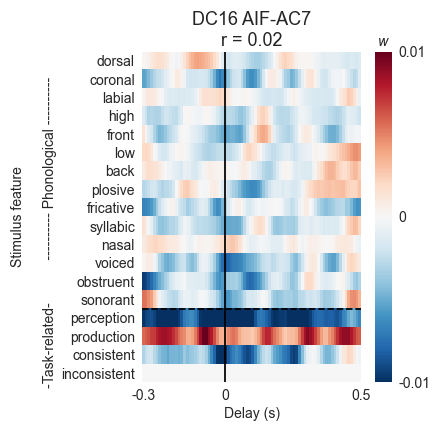 DC16 AIF-AC7
r = 0.02
w
Stimulus feature
-Task-related- ----------- Phonological ----------
dorsal
coronal
labial
high
front
low
back
plosive
fricative
syllabic
nasal
voiced
obstruent
sonorant
perception
production
consistent
inconsistent
-0.3
0
0.5
Delay (s)
0.01
0
-0.01